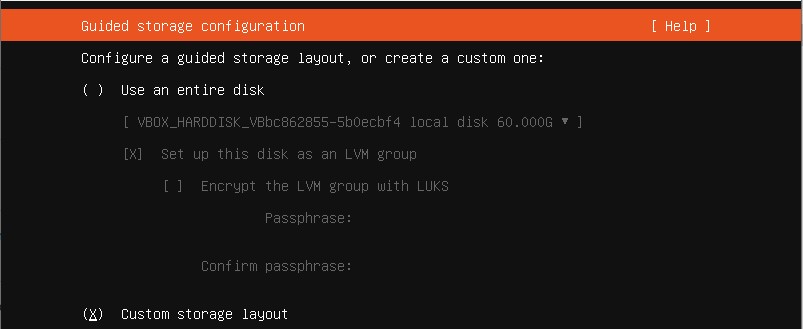 Guided storage configuration [ Help ]
Configure a guided storage layout, or create a custom one:
( ) Use an entire disk
[ VBOX_HARDDISK_VBbc862855-5b0ecbf4 local disk 60.000G ▾ ]
[X] Set up this disk as an LVM group
[ ] Encrypt the LVM group with LUKS
Passphrase:
Confirm passphrase:
(X) Custom storage layout